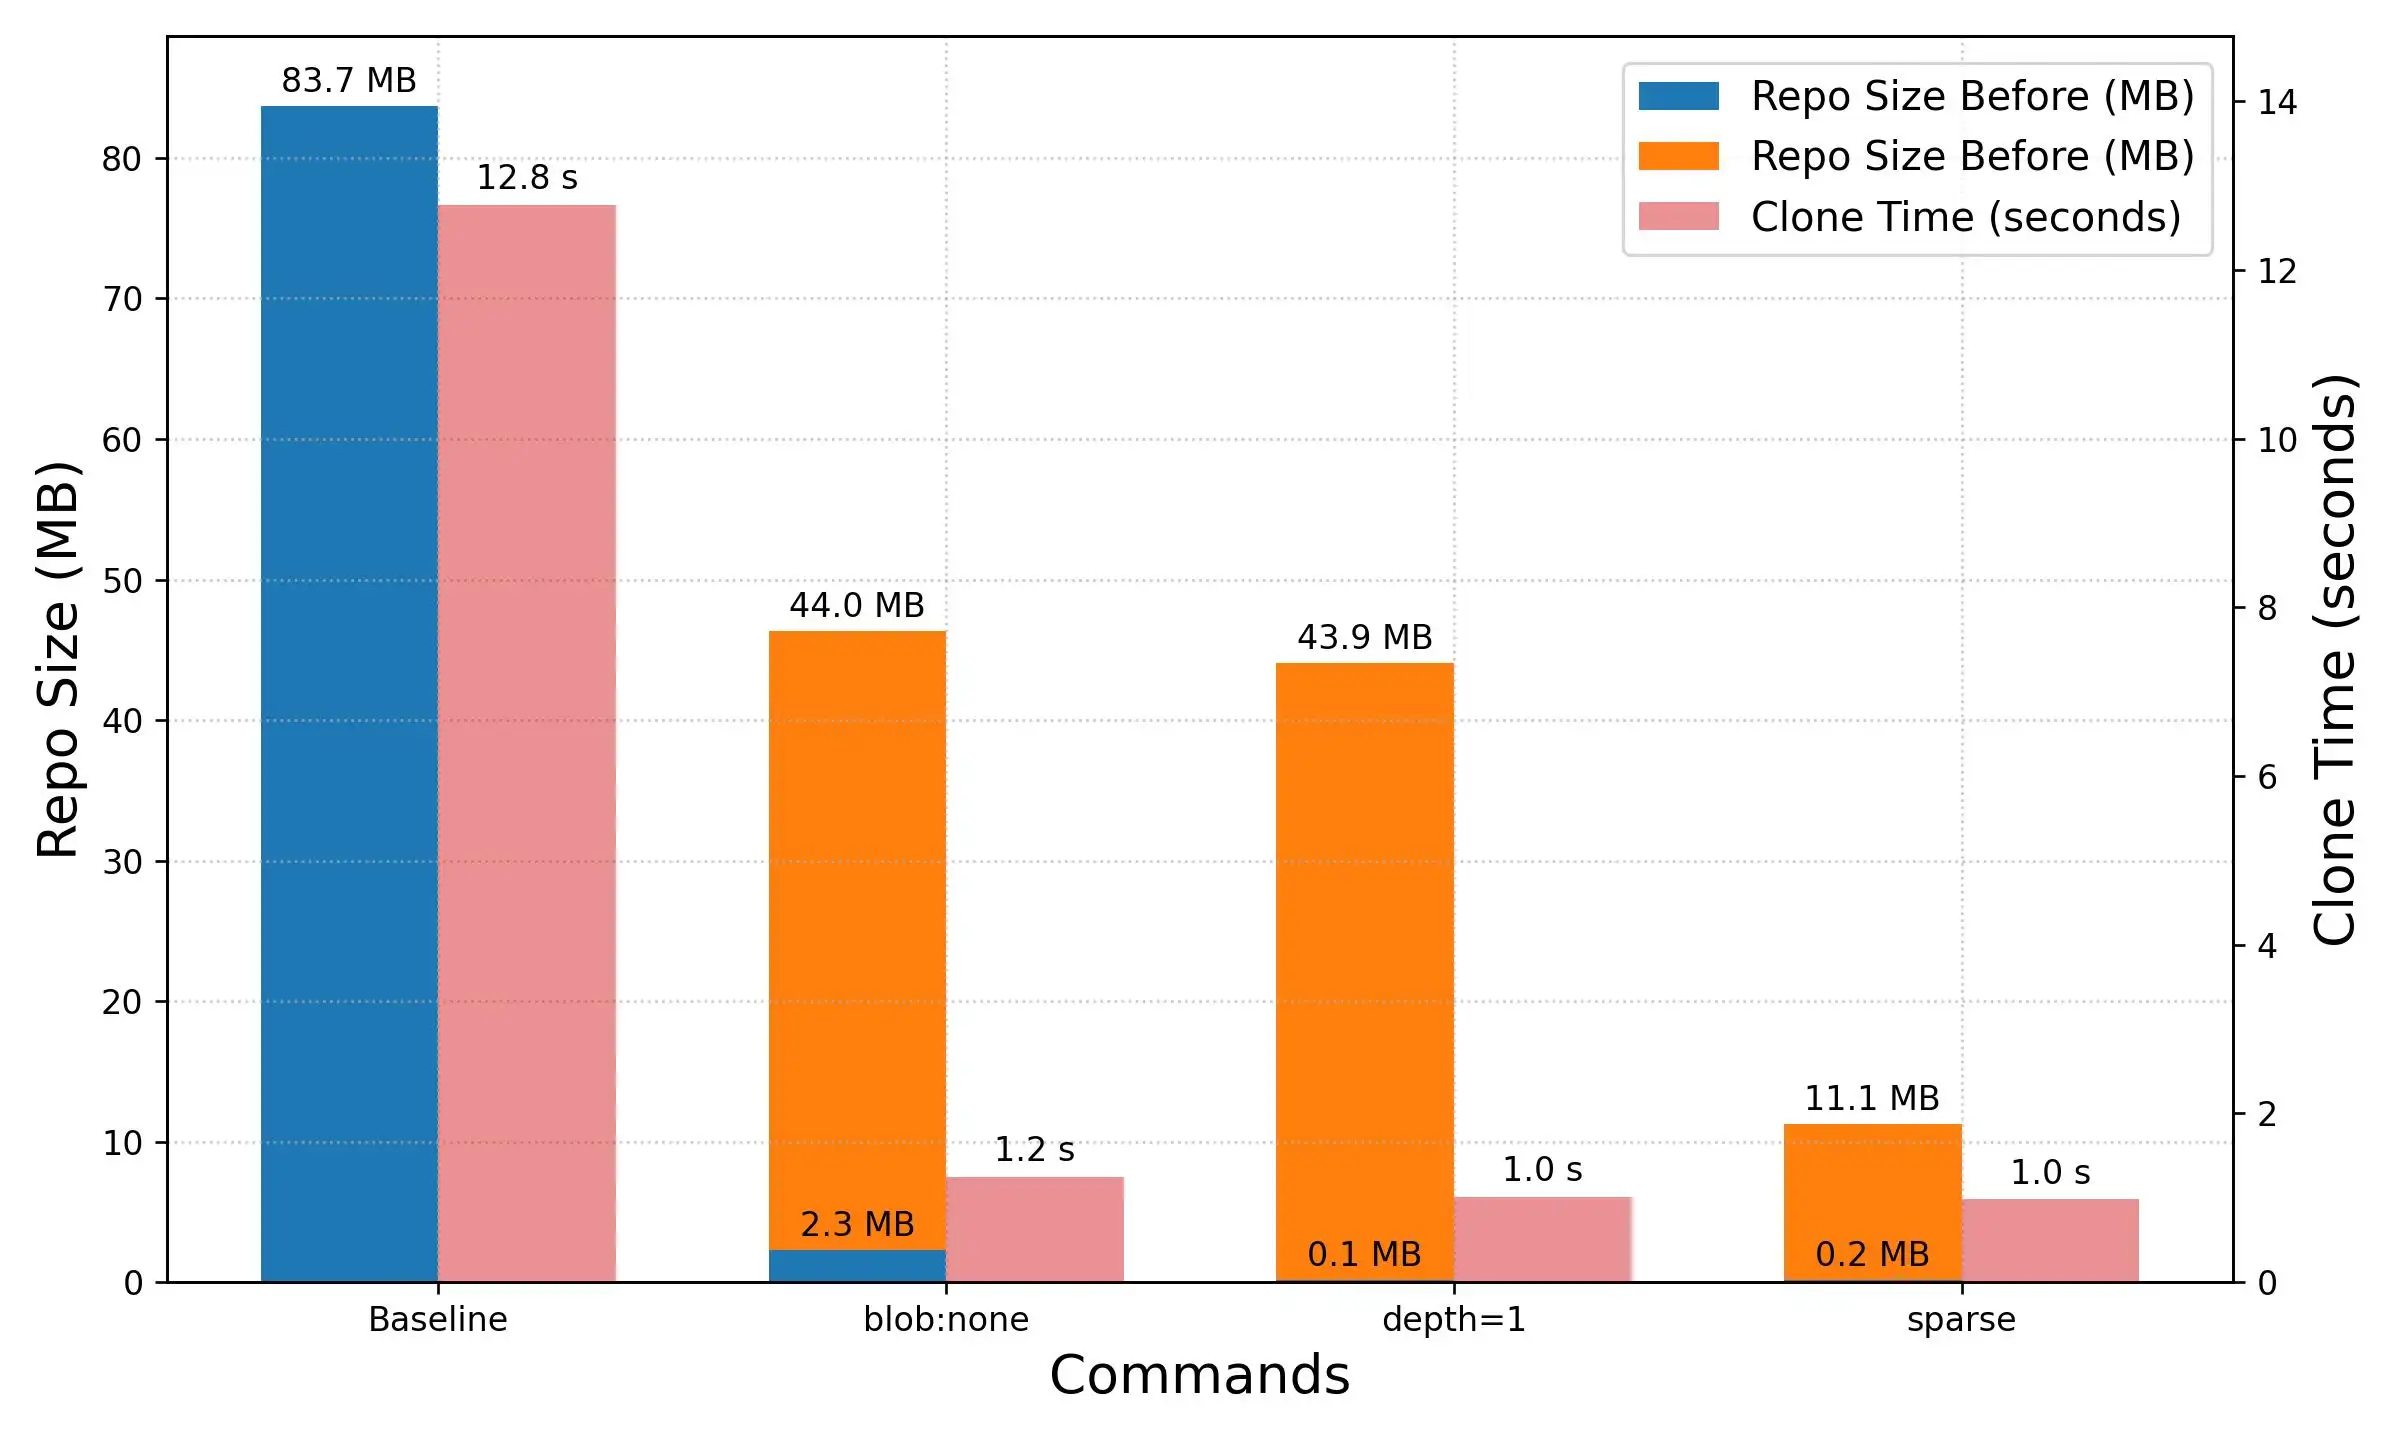 83.7 MB
12.8 s
44.0 MB
2.3 MB
1.2 s
43.9 MB
0.1 MB
1.0 s
11.1 MB
0.2 MB
1.0 s
Repo Size Before (MB)
Repo Size Before (MB)
Clone Time (seconds)
Repo Size (MB)
80
70
60
50
40
30
20
10
0
14
12
10
8
6
4
2
0
Clone Time (seconds)
Baseline
blob:none
depth=1
sparse
Commands